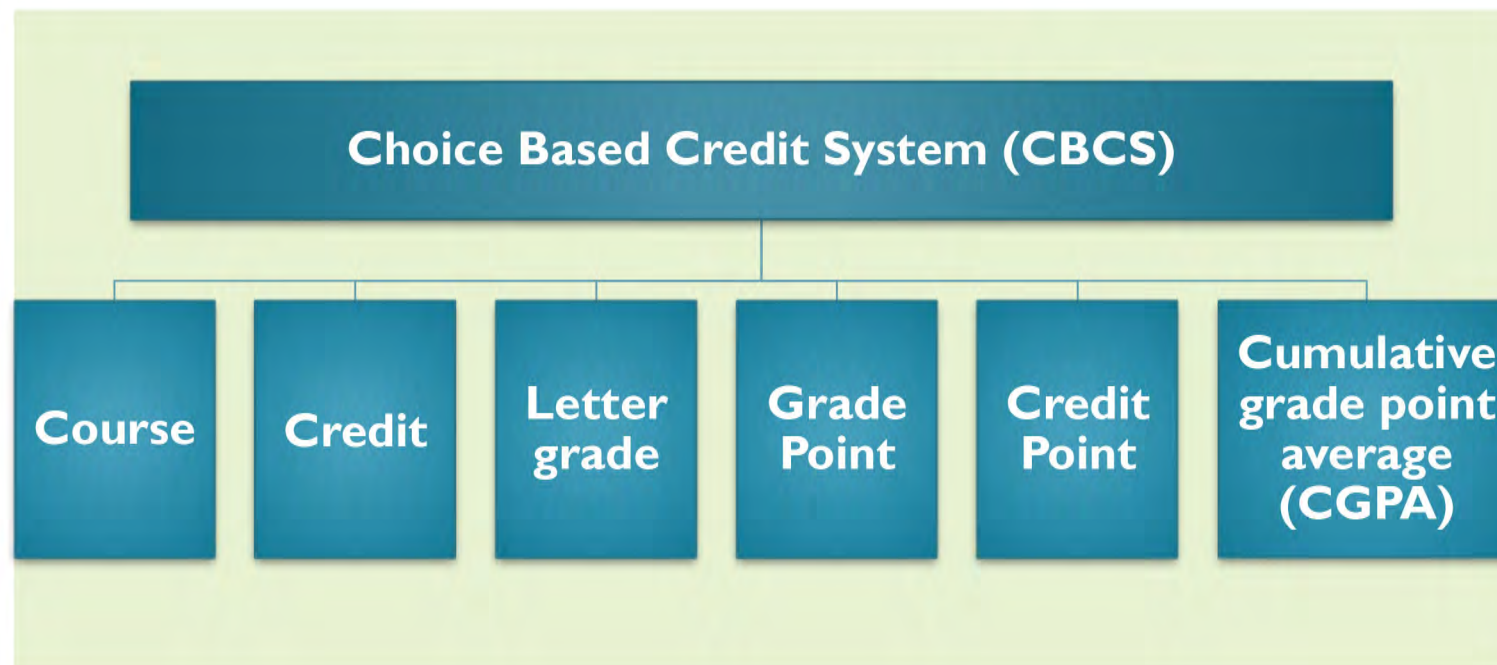 Choice Based Credit System (CBCS)
Course
Credit
Letter
grade
Grade
Point
Credit
Point
Cumulative
grade point
average
(CGPA)